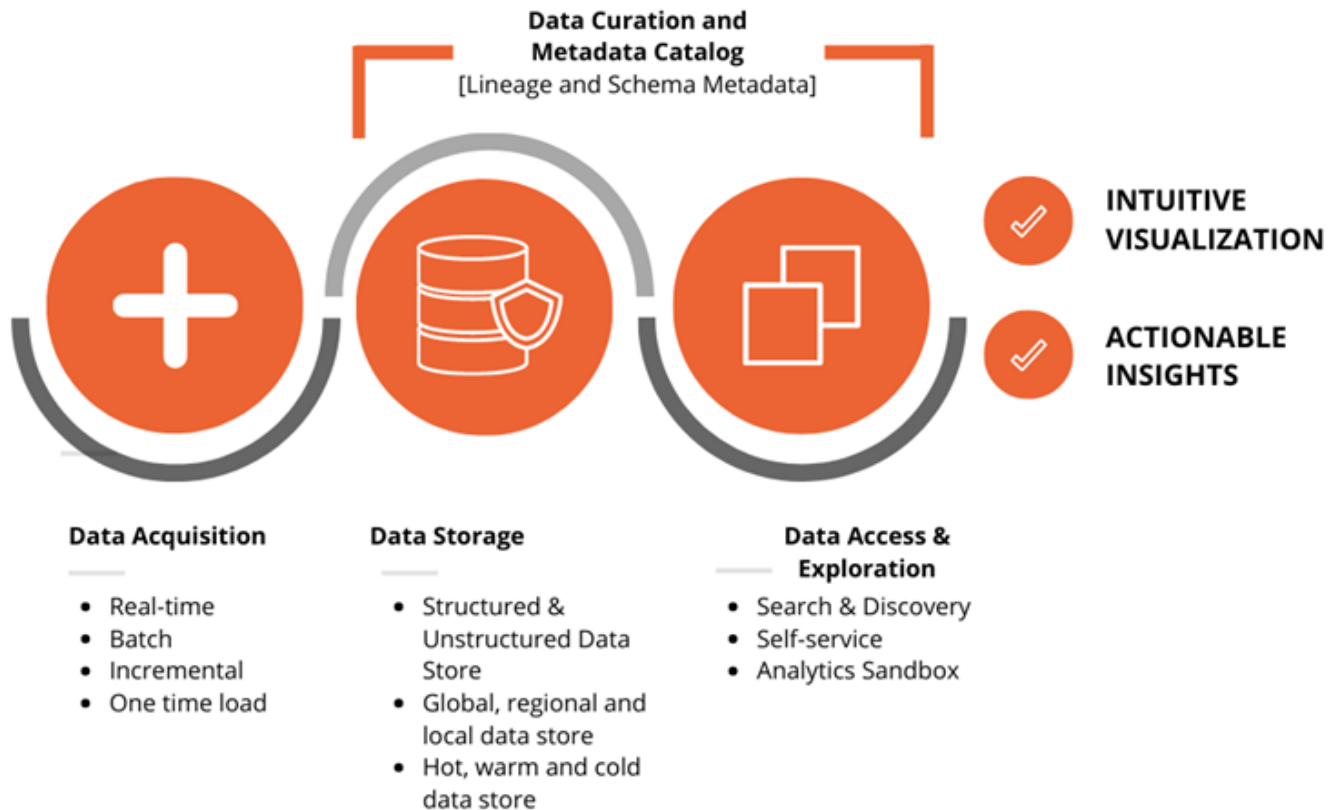 Data Curation and
Metadata Catalog
[Lineage and Schema Metadata]
INTUITIVE
VISUALIZATION
ACTIONABLE
INSIGHTS
Data Acquisition
• Real-time
• Batch
• Incremental
• One time load
Data Storage
• Structured &
Unstructured Data
Store
• Global, regional and
local data store
• Hot, warm and cold
data store
Data Access &
Exploration
• Search & Discovery
• Self-service
• Analytics Sandbox